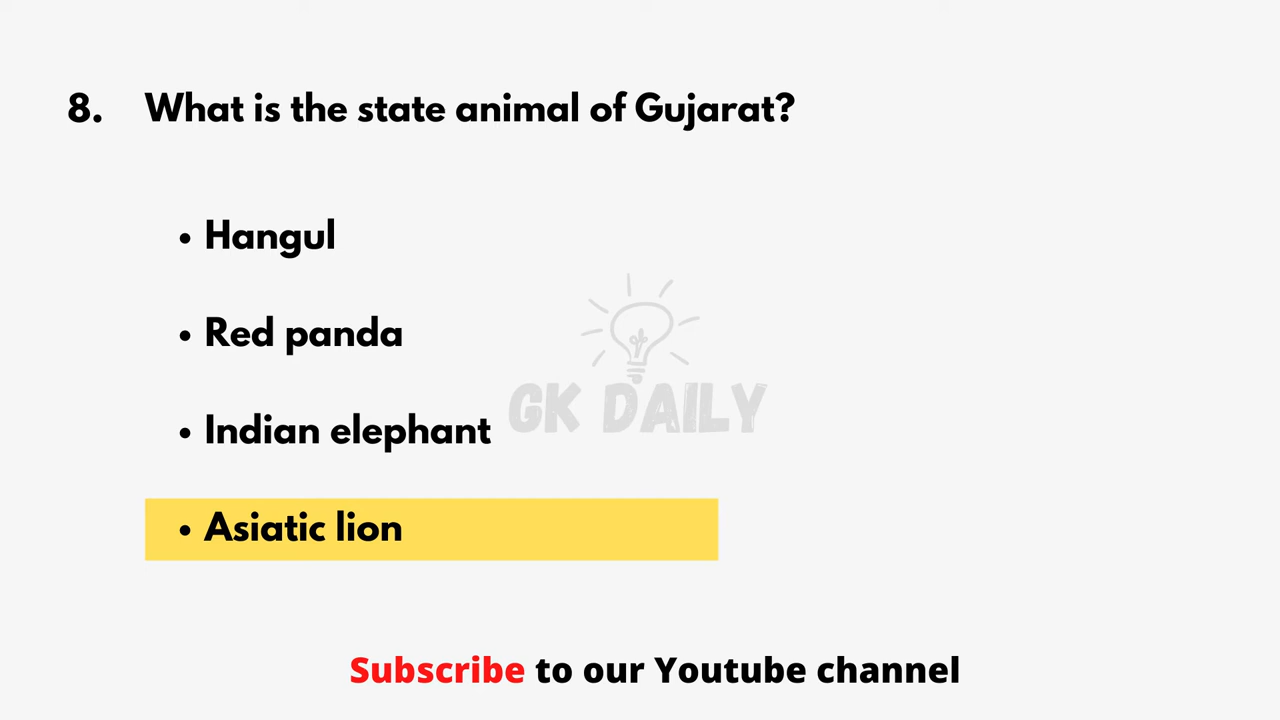 8. What is the state animal of Gujarat?
• Hangul
• Red panda
• Indian elephant
GK DAILY
• Asiatic lion
Subscribe to our Youtube channel